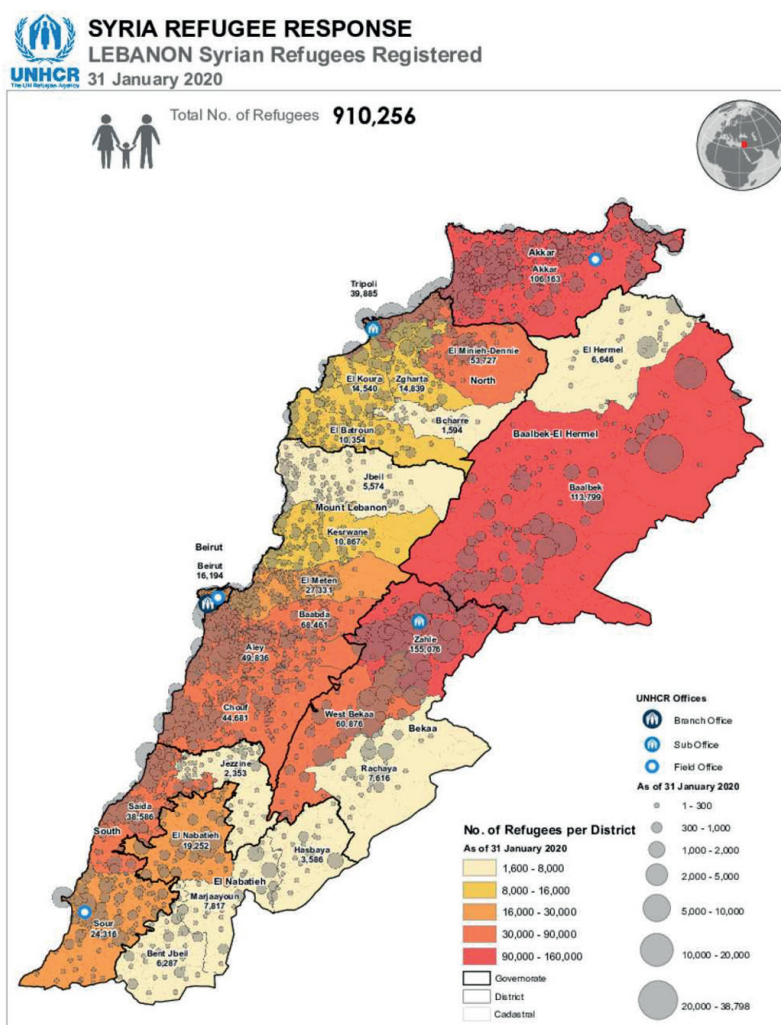 SYRIA REFUGEE RESPONSE
LEBANON Syrian Refugees Registered
31 January 2020
UNHCR
The UN Refugee Agency
Total No. of Refugees 910,256
Akkar
Akkar
106,163
Tripoli
39,885
El Minieh-Dennie
53,727
North
El Hermel
6,646
El Koura
14,540
Zgharta
14,839
Bcharre
1,594
El Batroun
10,354
Baalbek-El Hermel
Baalbek
113,799
Jbeil
5,574
Mount Lebanon
Kesrwane
10,867
Beirut
Beirut
16,194
El Meten
27,331
Baabda
68,461
Zahle
155,076
Aley
49,836
Chouf
44,681
West Bekaa
60,876
Bekaa
Rachaya
7,616
Jezzine
2,353
Saida
38,586
South
El Nabatieh
19,252
Hasbaya
3,586
El Nabatieh
Marjaayoun
7,817
Sour
24,316
Bent Jbeil
6,287
UNHCR Offices
Branch Office
Sub Office
Field Office
As of 31 January 2020
1 - 300
300 - 1,000
1,000 - 2,000
2,000 - 5,000
5,000 - 10,000
10,000 - 20,000
20,000 - 38,798
No. of Refugees per District
As of 31 January 2020
1,600 - 8,000
8,000 - 16,000
16,000 - 30,000
30,000 - 90,000
90,000 - 160,000
Governorate
District
Cadastral